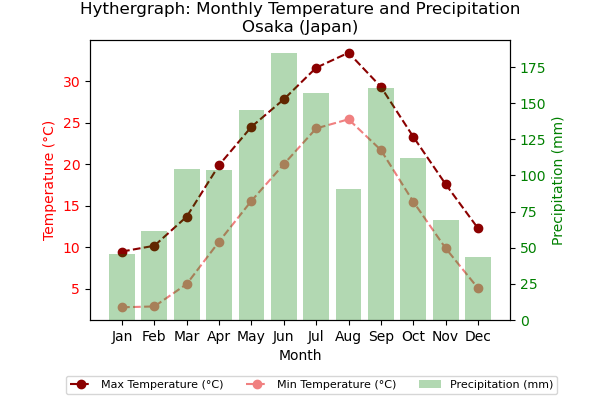 Hythergraph: Monthly Temperature and Precipitation
Osaka (Japan)
Temperature (°C)
30
25
20
15
10
5
175
150
125
100
75
50
25
0
Precipitation (mm)
Jan Feb Mar Apr May Jun Jul Aug Sep Oct Nov Dec
Month
Max Temperature (°C) Min Temperature (°C) Precipitation (mm)